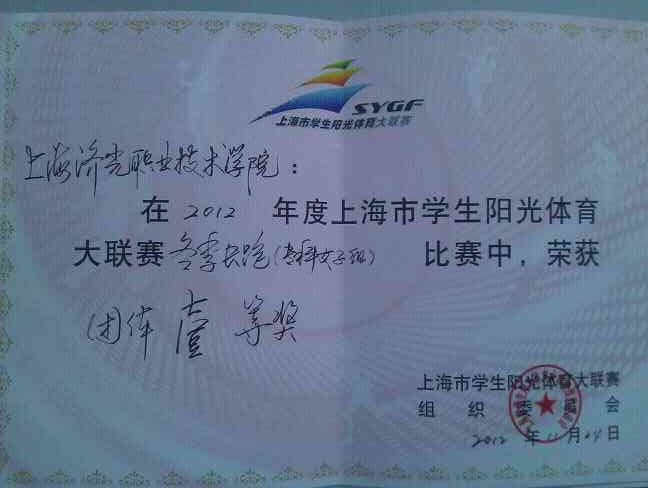 SYGF
上海市学生阳光体育大联赛
上海济光职业技术学院：
在 2012 年度上海市学生阳光体育
大联赛冬季长跑(专科女子组) 比赛中，荣获
团体 壹 等奖
上海市学生阳光体育大联赛
组织委员会
2012 年 11 月 24 日